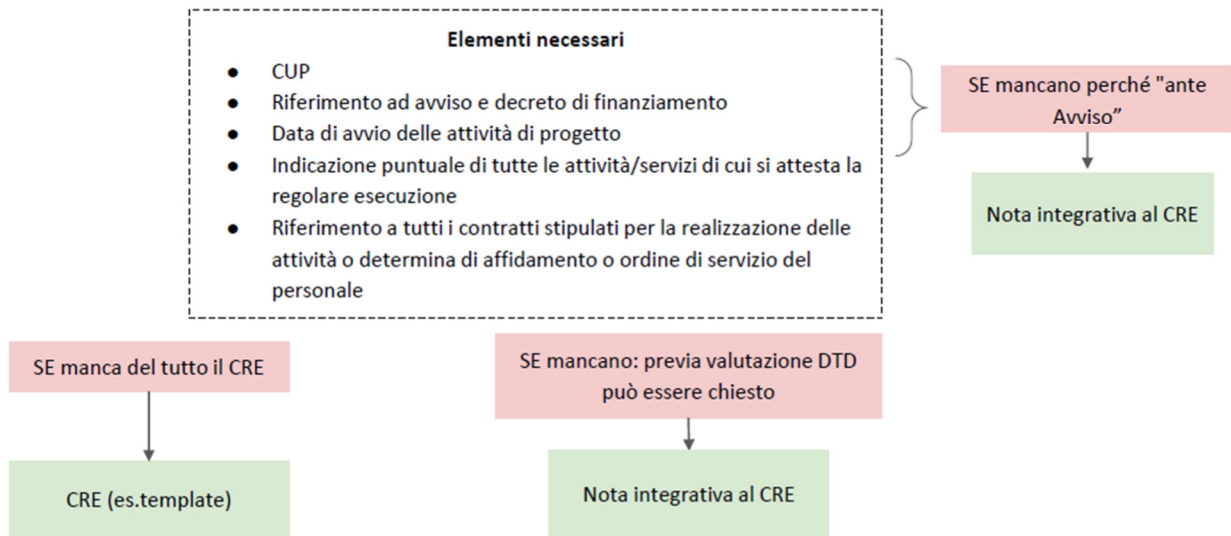 Elementi necessari
● CUP
● Riferimento ad avviso e decreto di finanziamento
● Data di avvio delle attività di progetto
● Indicazione puntuale di tutte le attività/servizi di cui si attesta la
regolare esecuzione
● Riferimento a tutti i contratti stipulati per la realizzazione delle
attività o determina di affidamento o ordine di servizio del
personale
SE mancano perché "ante
Avviso”
Nota integrativa al CRE
SE manca del tutto il CRE
CRE (es.template)
SE mancano: previa valutazione DTD
può essere chiesto
Nota integrativa al CRE